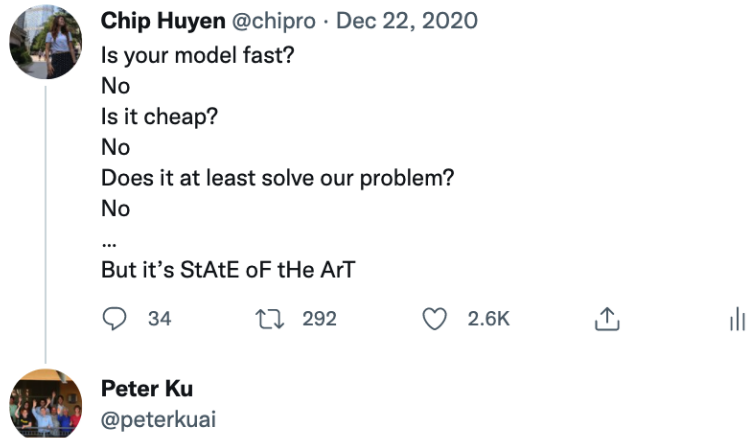 Chip Huyen @chipro · Dec 22, 2020
Is your model fast?
No
Is it cheap?
No
Does it at least solve our problem?
No
...
But it’s StAtE oF tHe ArT
34 292 2.6K
Peter Ku
@peterkuai